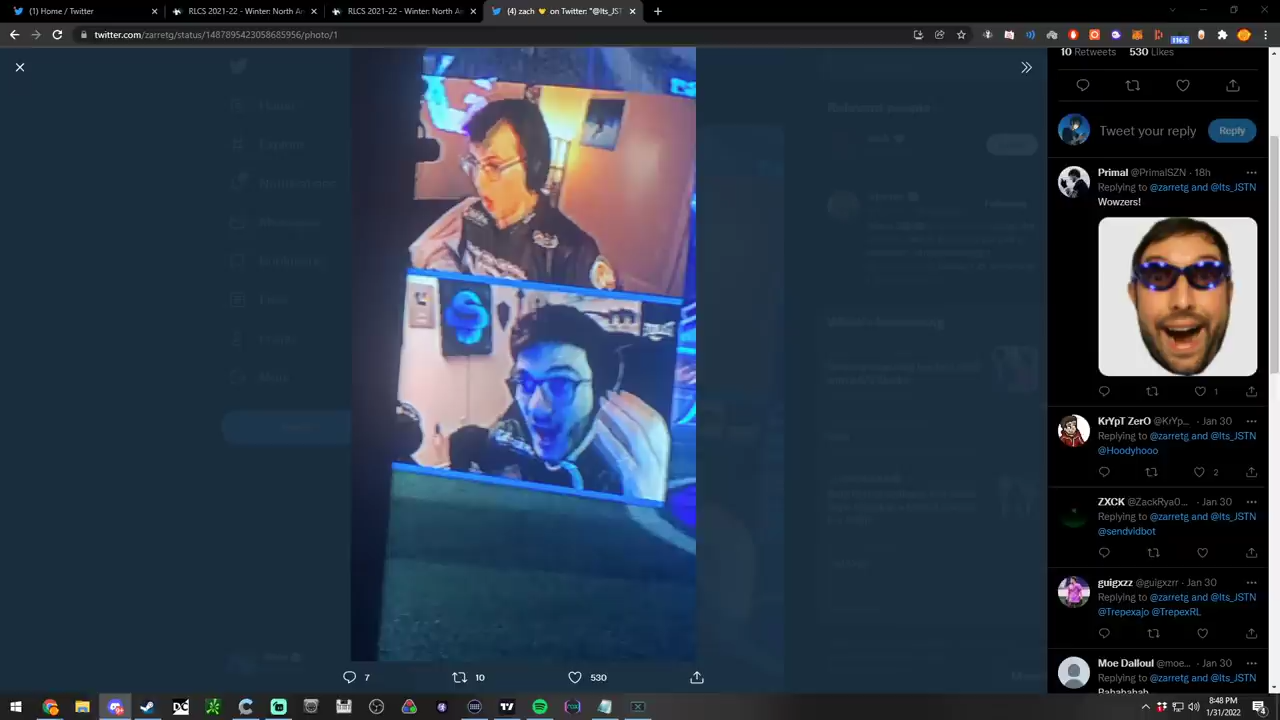 (1) Home / Twitter
RLCS 2021-22 - Winter: North Am
RLCS 2021-22 - Winter: North Am
(4) zach 💛 on Twitter: "@Its_JST
twitter.com/zarretg/status/1487895423058685956/photo/1
116.6
10 Retweets 530 Likes
Tweet your reply
Reply
Primal @PrimalSZN · 18h
Replying to @zarretg and @Its_JSTN
Wowzers!
1
KrYpT ZerO @KrYp... · Jan 30
Replying to @zarretg and @Its_JSTN
@Hoodyhooo
2
ZXCK @ZackRya0... · Jan 30
Replying to @zarretg and @Its_JSTN
@sendvidbot
guigxzz @guigxzrr · Jan 30
Replying to @zarretg and @Its_JSTN
@Trepexajo @TrepexRL
Moe Dalloul @moe... · Jan 30
Replying to @zarretg and @Its_JSTN
Hahahahah
7
10
530
8:48 PM
1/31/2022
4